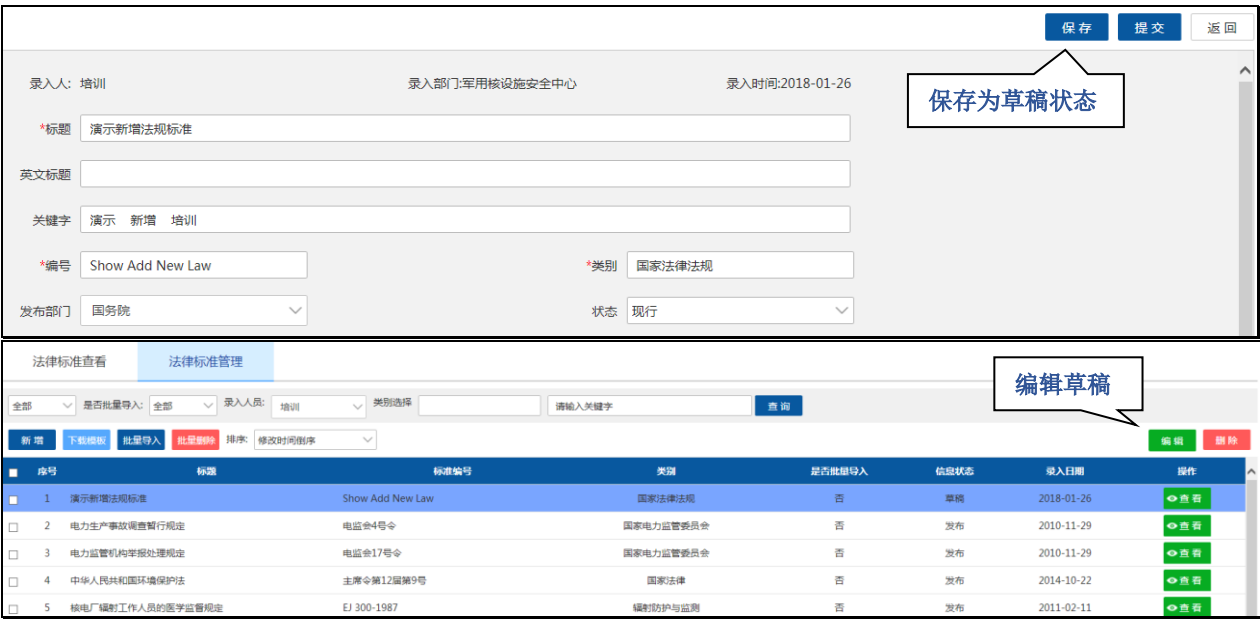 保存 提交 返回
录入人: 培训 录入部门:军用核设施安全中心 录入时间:2018-01-26
保存为草稿状态
*标题 演示新增法规标准
英文标题
关键字 演示 新增 培训
*编号 Show Add New Law *类别 国家法律法规
发布部门 国务院 状态 现行
法律标准查看 法律标准管理
编辑草稿
全部 是否批量导入: 全部 录入人员: 培训 类别选择 请输入关键字 查询
新增 下载模板 批量导入 批量删除 排序: 修改时间倒序 编辑 删除
序号 标题 标准编号 类别 是否批量导入 信息状态 录入日期 操作
1 演示新增法规标准 Show Add New Law 国家法律法规 否 草稿 2018-01-26 查看
2 电力生产事故调查暂行规定 电监会4号令 国家电力监管委员会 否 发布 2010-11-29 查看
3 电力监管机构举报处理规定 电监会17号令 国家电力监管委员会 否 发布 2010-11-29 查看
4 中华人民共和国环境保护法 主席令第12届第9号 国家法律 否 发布 2014-10-22 查看
5 核电厂辐射工作人员的医学监督规定 EJ 300-1987 辐射防护与监测 否 发布 2011-02-11 查看